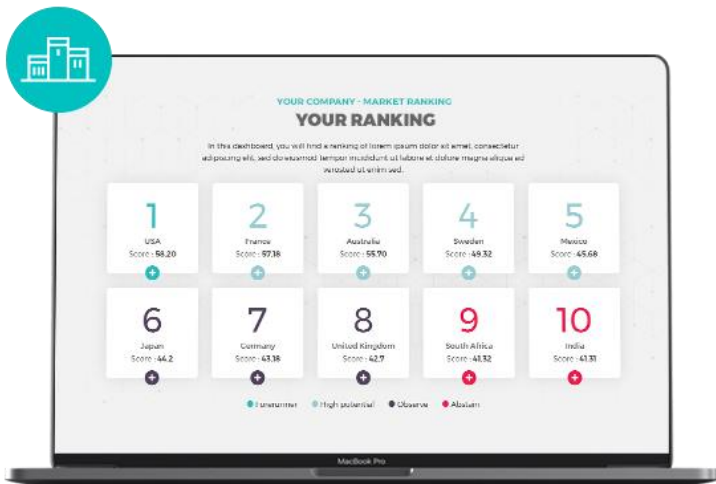 YOUR COMPANY - MARKET RANKING
YOUR RANKING
In this dashboard, you will find a ranking of lorem ipsum dolor sit amet, consectetur
adipiscing elit, sed do eiusmod tempor incididunt ut labore et dolore magna aliqua ad
verosted ut enim sed.
1 2 3 4 5
USA France Australia Sweden Mexico
Score : 58.20 Score : 57.18 Score : 55.70 Score : 49.32 Score : 45.68
6 7 8 9 10
Japan Germany United Kingdom South Africa India
Score : 44.2 Score : 43.18 Score : 42.7 Score : 41.32 Score : 41.31
Forerunner High potential Observe Abstain
MacBook Pro